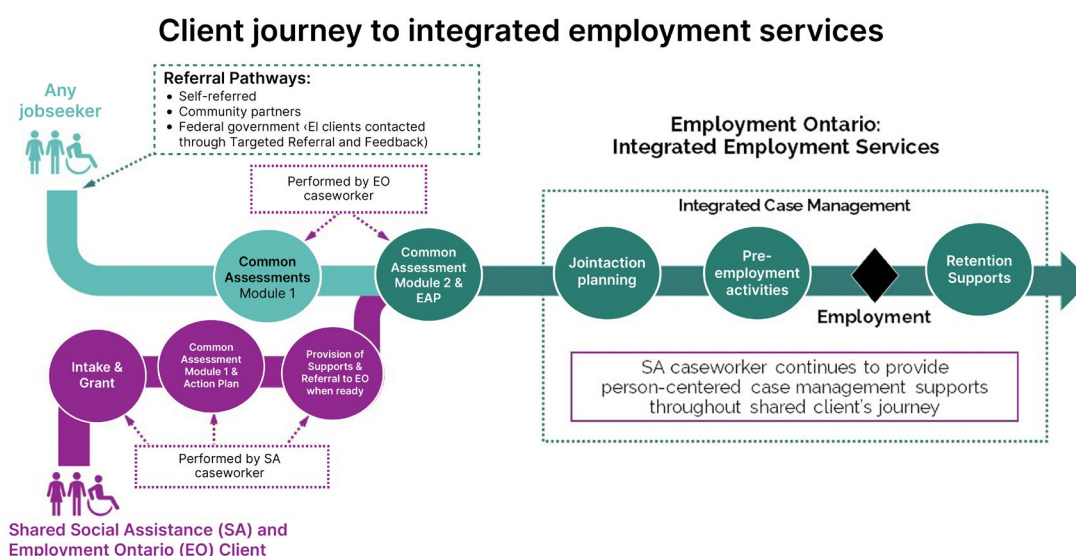 Client journey to integrated employment services
Any
jobseeker
Referral Pathways:
• Self-referred
• Community partners
• Federal government ‹EI clients contacted
through Targeted Referral and Feedback)
Performed by EO
caseworker
Employment Ontario:
Integrated Employment Services
Integrated Case Management
Common
Assessments
Module 1
Common
Assessment
Module 2 &
EAP
Jointaction
planning
Pre-
employment
activities
Employment
Retention
Supports
Intake &
Grant
Common
Assessment
Module 1 &
Action Plan
Provision of
Supports &
Referral to EO
when ready
SA caseworker continues to provide
person-centered case management supports
throughout shared client's journey
Performed by SA
caseworker
Shared Social Assistance (SA) and
Employment Ontario (EO) Client